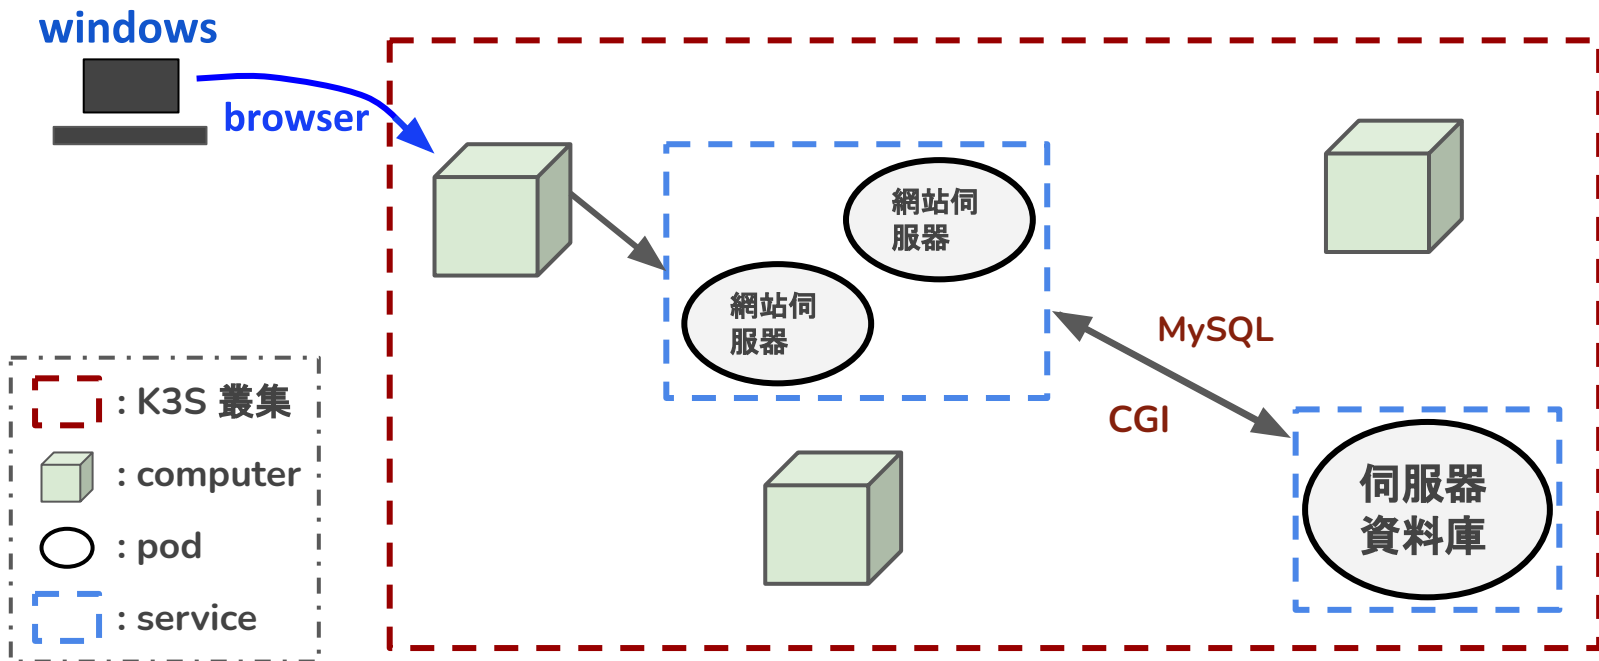 windows
browser
網站伺
服器
網站伺
服器
MySQL
CGI
伺服器
資料庫
: K3S 叢集
: computer
: pod
: service